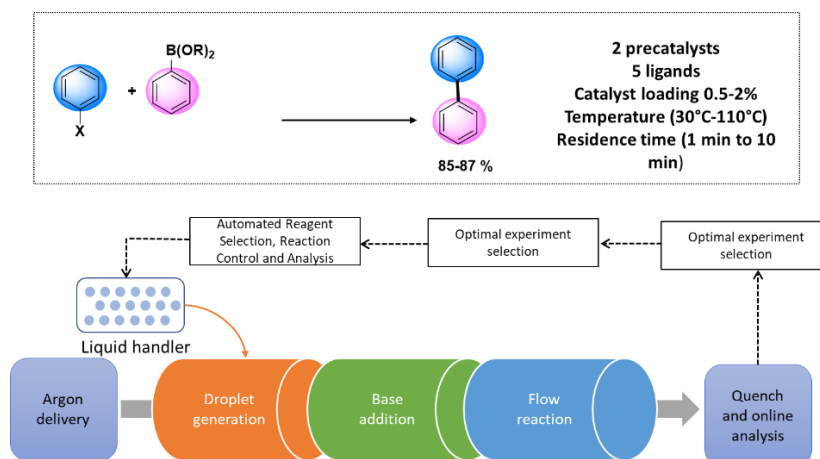 B(OR)2
+
X
85-87 %
2 precatalysts
5 ligands
Catalyst loading 0.5-2%
Temperature (30°C-110°C)
Residence time (1 min to 10
min)
Automated Reagent
Selection, Reaction
Control and Analysis
Optimal experiment
selection
Optimal experiment
selection
Liquid handler
Argon
delivery
Droplet
generation
Base
addition
Flow
reaction
Quench
and online
analysis